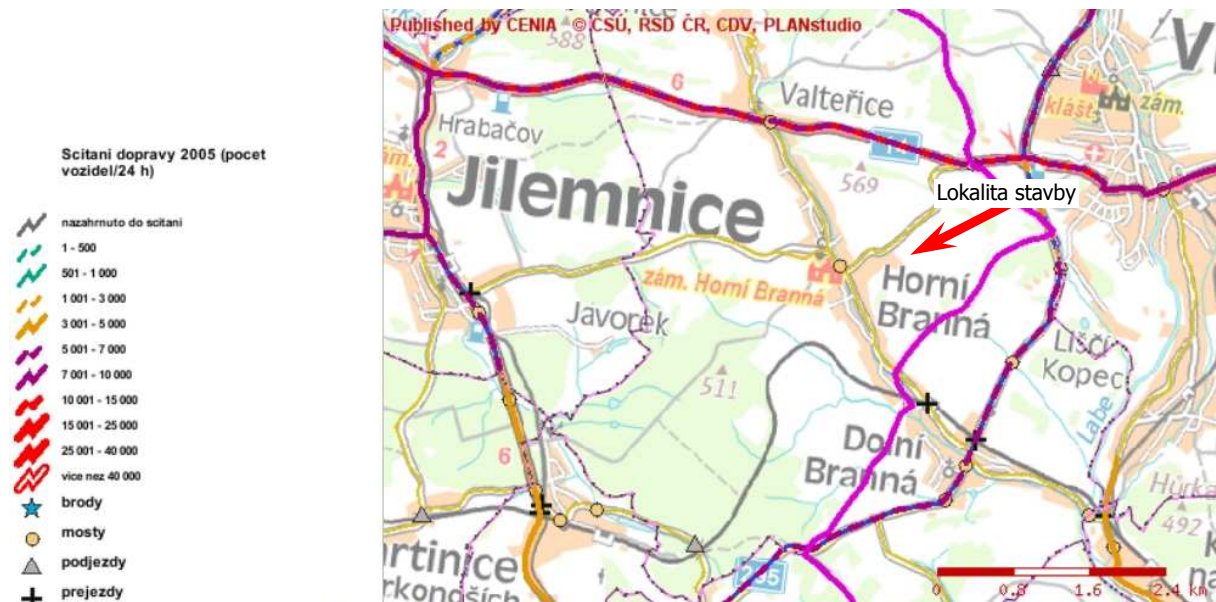 Scitani dopravy 2005 (pocet
vozidel/24 h)
nazahrnuto do scitani
1 - 500
501 - 1 000
1 001 - 3 000
3 001 - 5 000
5 001 - 7 000
7 001 - 10 000
10 001 - 15 000
15 001 - 25 000
25 001 - 40 000
vice nez 40 000
brody
mosty
podjezdy
prejezdy
Published by CENIA © ČSÚ, RSD ČR, CDV, PLANstudio
588
6
Valteřice
klášt.
zám.
Hrabačov
2
14
zám.
Jilemnice
569
Lokalita stavby
zám. Horní Branná
Horní
Branná
Javorek
Liščí
Kopec
511
Labe
Dolní
Branná
6
Hůrka
492
295
0 0.8 1.6 2.4 km